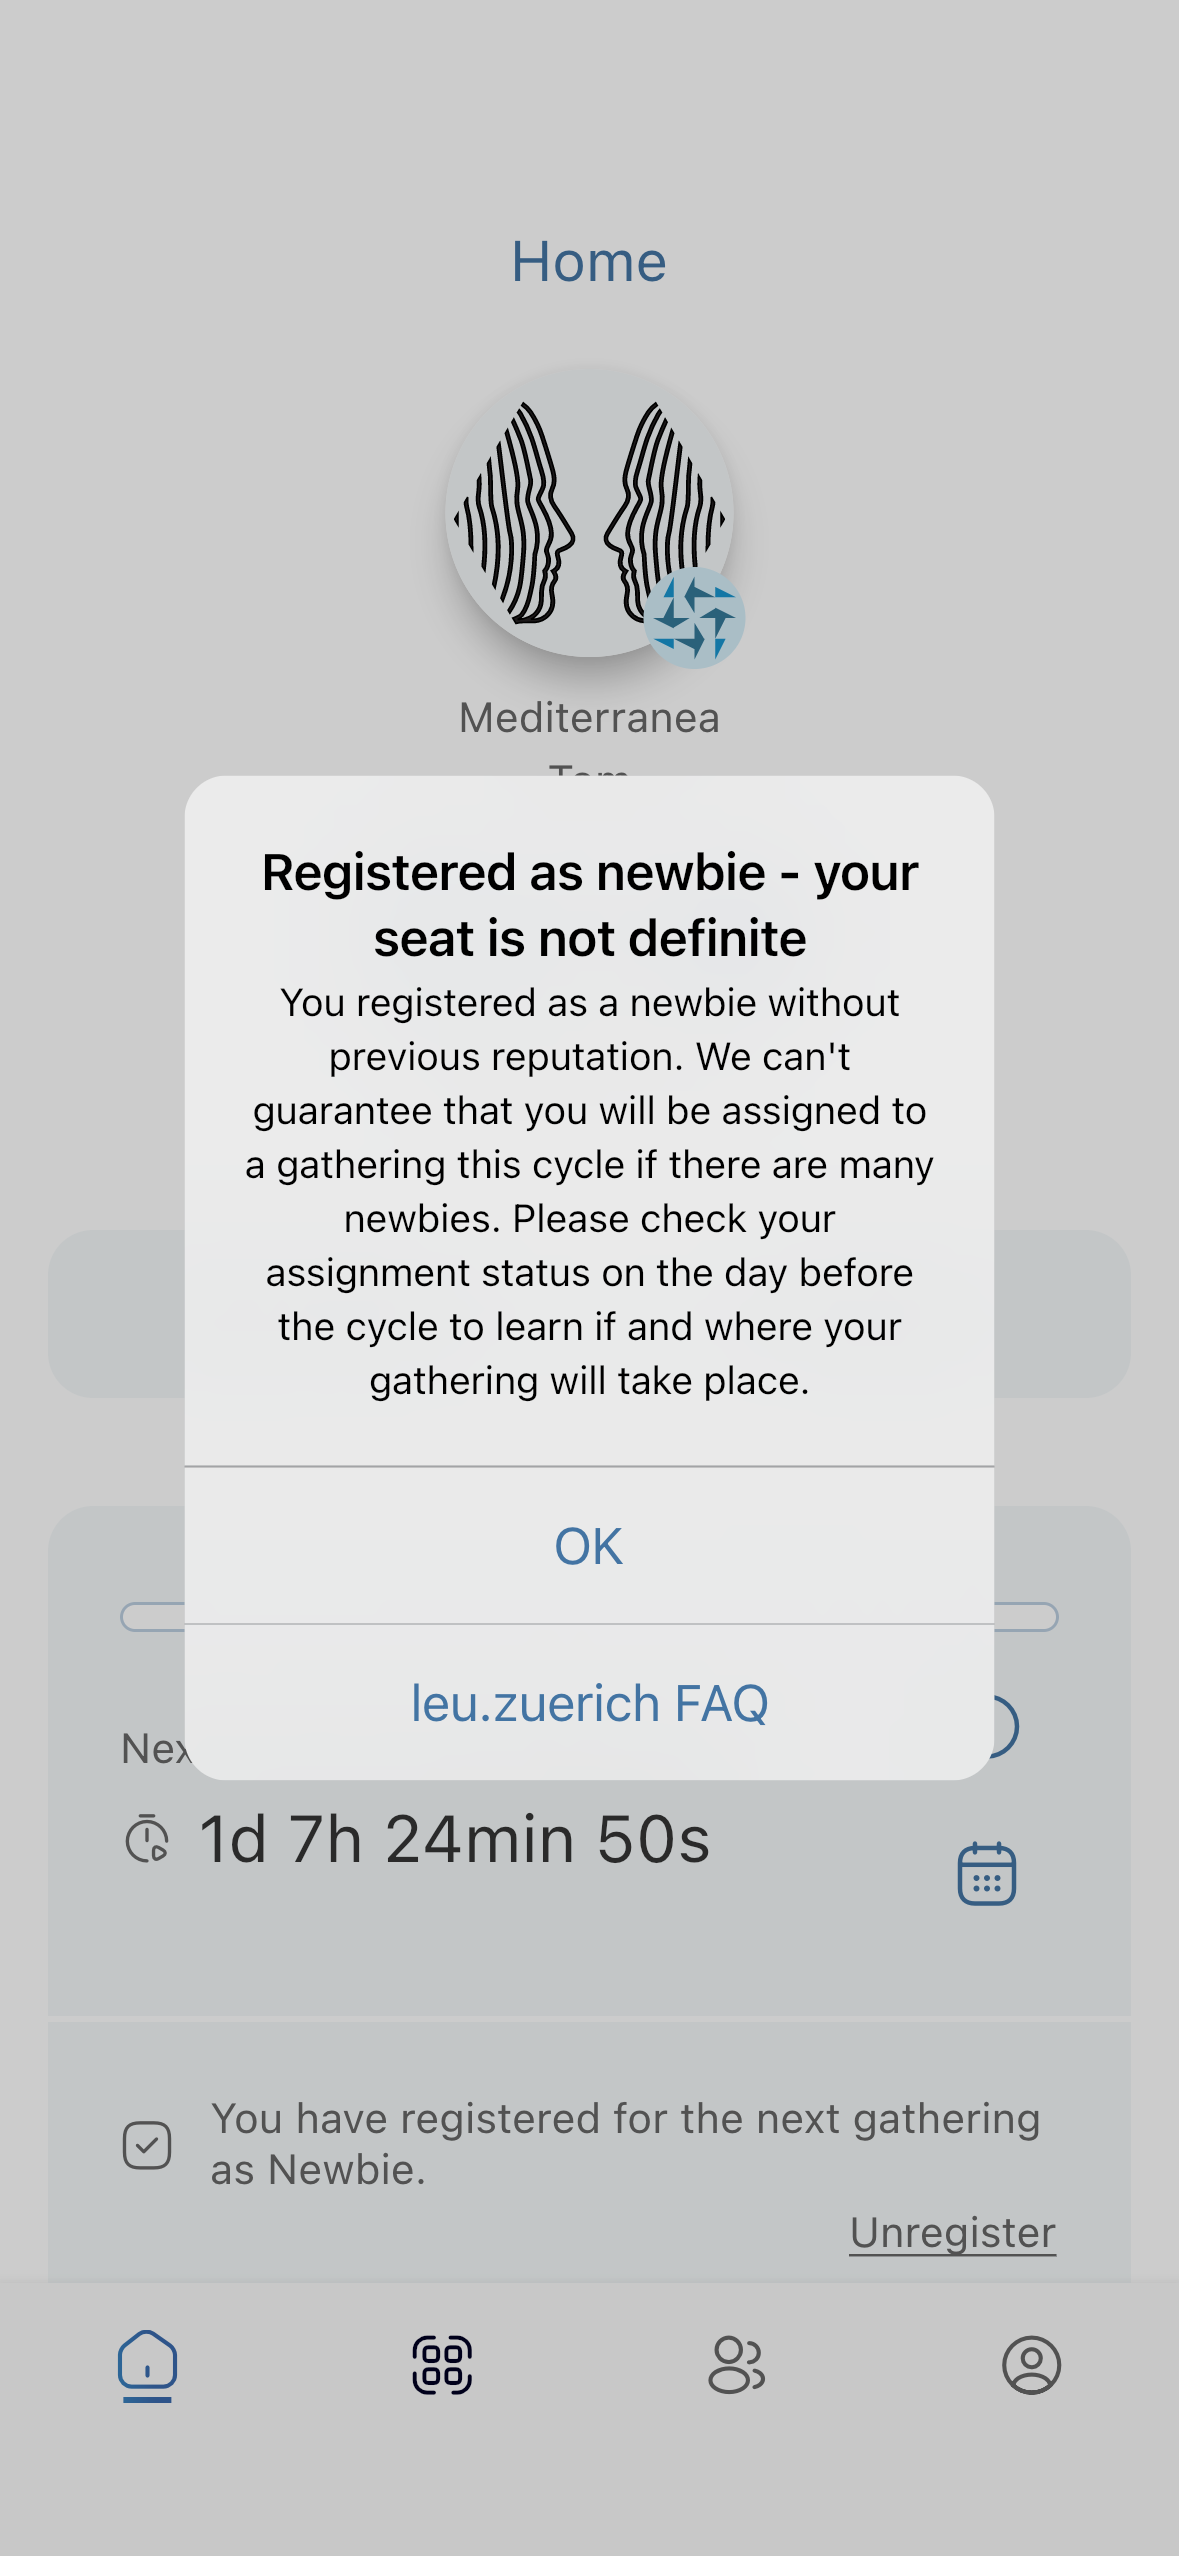 Home
Mediterranea
Tom
Registered as newbie - your
seat is not definite
You registered as a newbie without
previous reputation. We can't
guarantee that you will be assigned to
a gathering this cycle if there are many
newbies. Please check your
assignment status on the day before
the cycle to learn if and where your
gathering will take place.
OK
leu.zuerich FAQ
1d 7h 24min 50s
You have registered for the next gathering
as Newbie.
Unregister